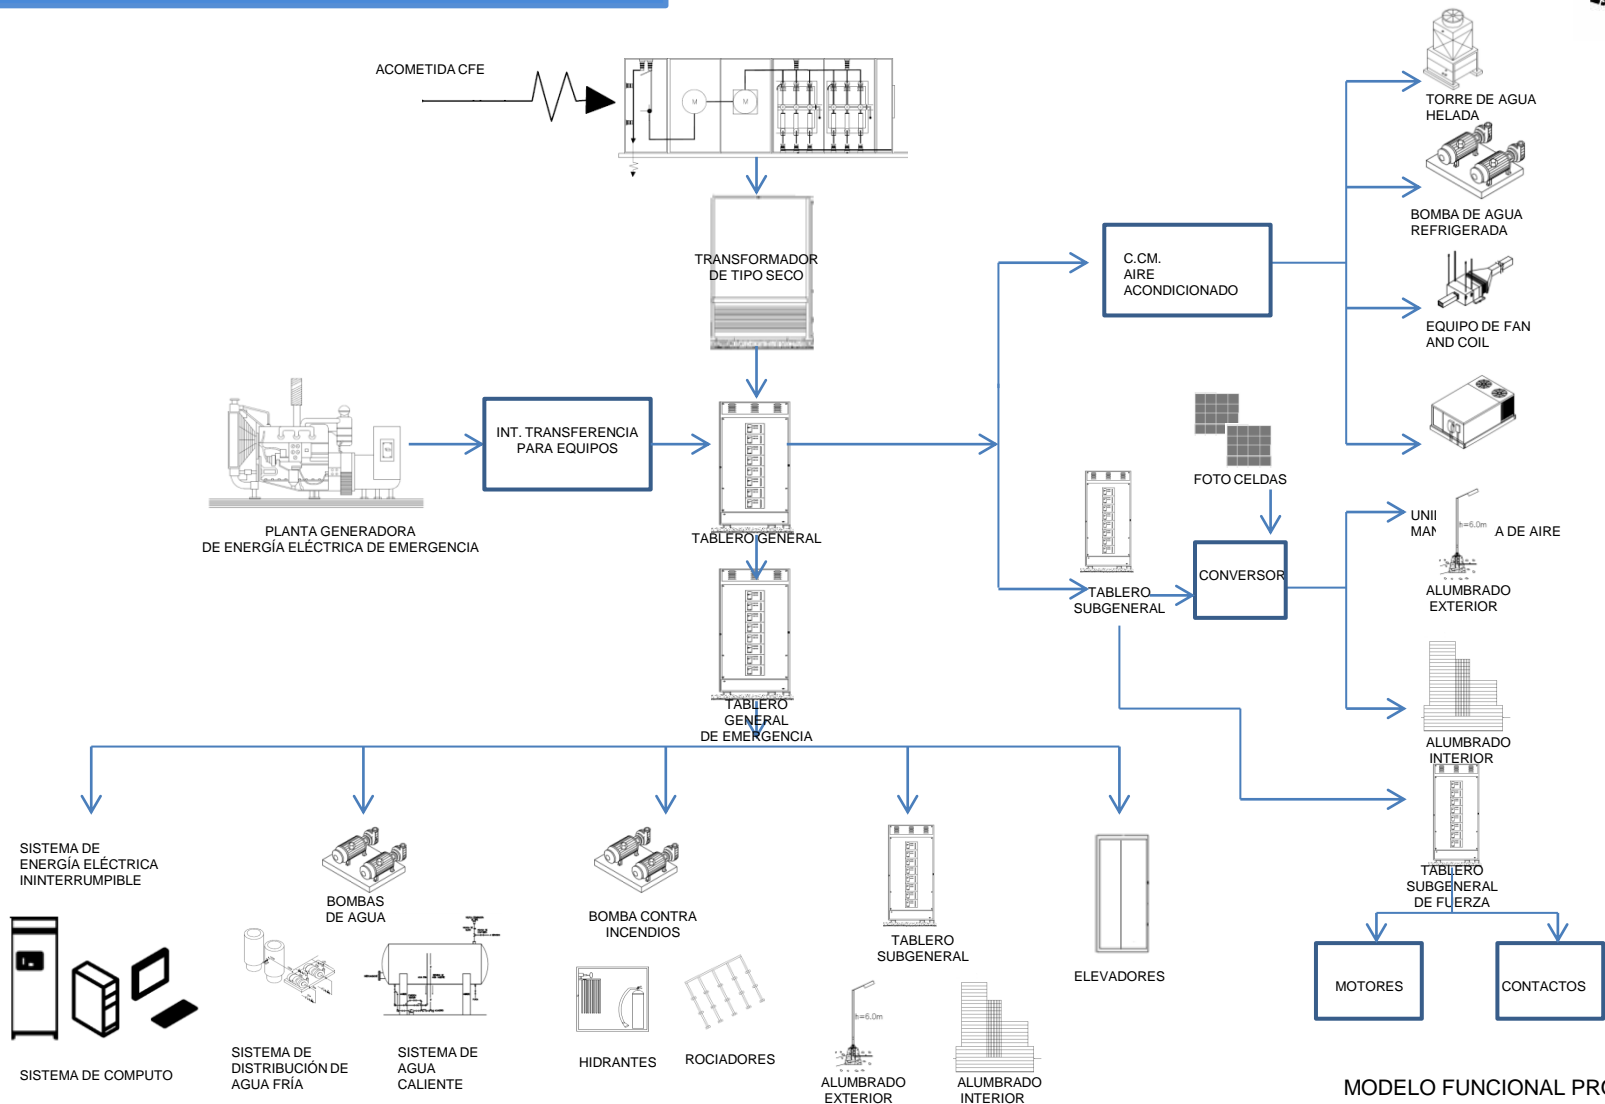 ACOMETIDA CFE
M
M
TORRE DE AGUA
HELADA
BOMBA DE AGUA
REFRIGERADA
TRANSFORMADOR
DE TIPO SECO
C.CM.
AIRE
ACONDICIONADO
EQUIPO DE FAN
AND COIL
INT. TRANSFERENCIA
PARA EQUIPOS
FOTO CELDAS
PLANTA GENERADORA
DE ENERGÍA ELÉCTRICA DE EMERGENCIA
TABLERO GENERAL
h=6.0m
A DE AIRE
CONVERSOR
TABLERO
SUBGENERAL
ALUMBRADO
EXTERIOR
TABLERO
GENERAL
DE EMERGENCIA
ALUMBRADO
INTERIOR
SISTEMA DE
ENERGÍA ELÉCTRICA
ININTERRUMPIBLE
BOMBAS
DE AGUA
BOMBA CONTRA
INCENDIOS
TABLERO
SUBGENERAL
ELEVADORES
TABLERO
SUBGENERAL
DE FUERZA
MOTORES
CONTACTOS
h=6.0m
SISTEMA DE COMPUTO
SISTEMA DE
DISTRIBUCIÓN DE
AGUA FRÍA
SISTEMA DE
AGUA
CALIENTE
HIDRANTES
ROCIADORES
ALUMBRADO
EXTERIOR
ALUMBRADO
INTERIOR
MODELO FUNCIONAL